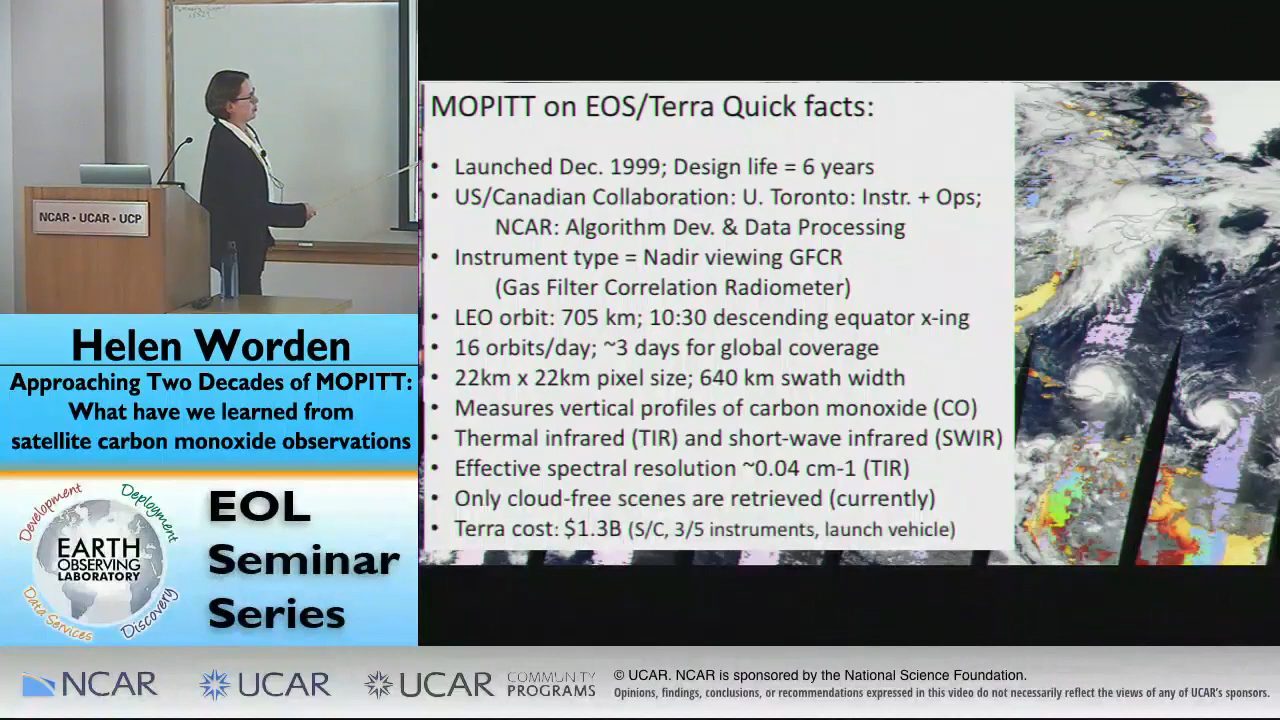 NCAR • UCAR • UCP
Helen Worden
Approaching Two Decades of MOPITT:
What have we learned from
satellite carbon monoxide observations
Development
Deployment
EARTH
OBSERVING
LABORATORY
Data Services
Discovery
EOL
Seminar
Series
MOPITT on EOS/Terra Quick facts:
• Launched Dec. 1999; Design life = 6 years
• US/Canadian Collaboration: U. Toronto: Instr. + Ops;
NCAR: Algorithm Dev. & Data Processing
• Instrument type = Nadir viewing GFCR
(Gas Filter Correlation Radiometer)
• LEO orbit: 705 km; 10:30 descending equator x-ing
• 16 orbits/day; ~3 days for global coverage
• 22km x 22km pixel size; 640 km swath width
• Measures vertical profiles of carbon monoxide (CO)
• Thermal infrared (TIR) and short-wave infrared (SWIR)
• Effective spectral resolution ~0.04 cm-1 (TIR)
• Only cloud-free scenes are retrieved (currently)
• Terra cost: $1.3B (S/C, 3/5 instruments, launch vehicle)
NCAR
UCAR
UCAR
COMMUNITY
PROGRAMS
© UCAR. NCAR is sponsored by the National Science Foundation.
Opinions, findings, conclusions, or recommendations expressed in this video do not necessarily reflect the views of any of UCAR's sponsors.